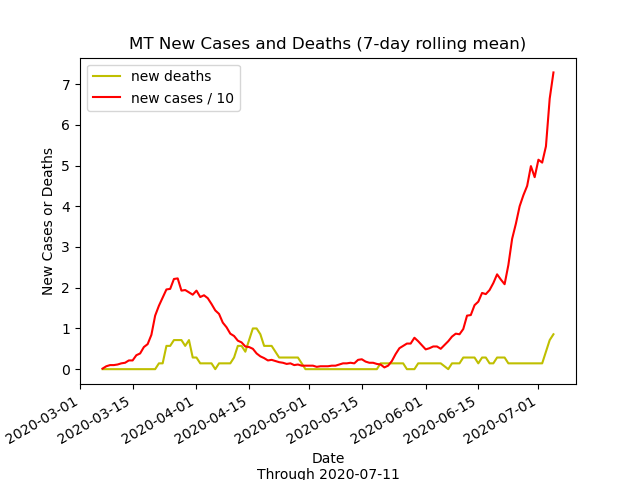 MT New Cases and Deaths (7-day rolling mean)
new deaths
new cases / 10
New Cases or Deaths
7
6
5
4
3
2
1
0
2020-03-01
2020-03-15
2020-04-01
2020-04-15
2020-05-01
2020-05-15
2020-06-01
2020-06-15
2020-07-01
Date
Through 2020-07-11